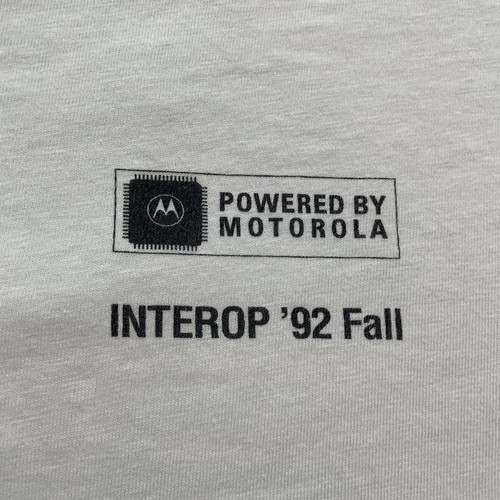 POWERED BY
MOTOROLA
INTEROP '92 Fall